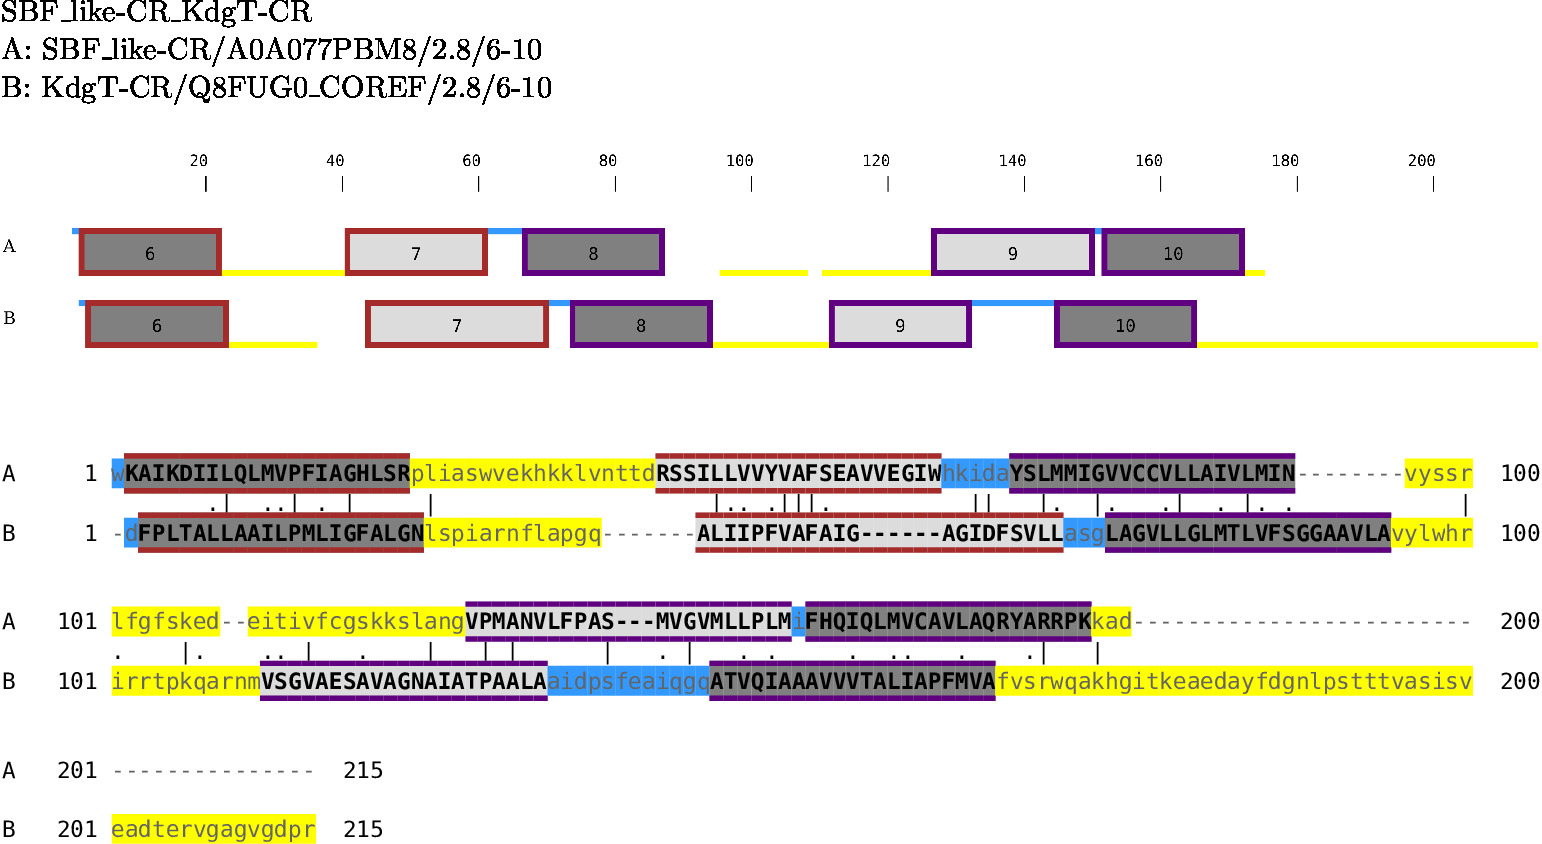 SBF_like-CR_KdgT-CR
A: SBF_like-CR/A0A077PBM8/2.8/6-10
B: KdgT-CR/Q8FUG0_COREF/2.8/6-10
20 40 60 80 100 120 140 160 180 200
A 6 7 8 9 10
B 6 7 8 9 10
A 1 wKAIKDIILQLMVPFIAGHLSRpliaswvekhkklvnttdRSSILLVVYVAFSEAVVEGIWhkidaYSLMMIGVVCCVLLAIVLMIN--------vyssr 100
B 1 -dFPLTALLAAILPMLIGFALGNlspiarnflapgq-------ALIIPFVAFAIG------AGIDFSVLLasgLAGVLLGLMTLVFSGGAAVLAvylwhr 100
A 101 lfgfsked--eitivfcgskkslangVPMANVLFPAS---MVGVMLLPLMiFHQIQLMVCAVLAQRYARRPKkad------------------------- 200
B 101 irrtpkqarnmVSGVAESAVAGNAIATPAALAaidpsfeaiqgqATVQIAAAVVVTALIAPFMVAfvsrwqakhgitkeaedayfdgnlpstttvasisv 200
A 201 --------------- 215
B 201 eadtervgagvgdpr 215